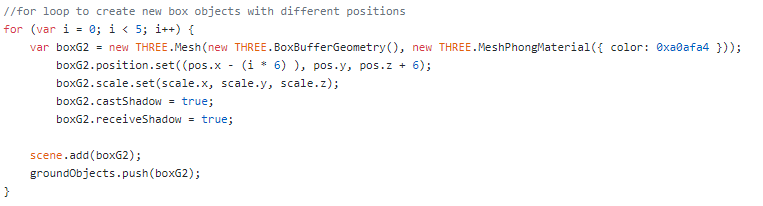 //for loop to create new box objects with different positions
for (var i = 0; i < 5; i++) {
    var boxG2 = new THREE.Mesh(new THREE.BoxBufferGeometry(), new THREE.MeshPhongMaterial({ color: 0xa0afa4 }));
        boxG2.position.set((pos.x - (i * 6) ), pos.y, pos.z + 6);
        boxG2.scale.set(scale.x, scale.y, scale.z);
        boxG2.castShadow = true;
        boxG2.receiveShadow = true;

    scene.add(boxG2);
    groundObjects.push(boxG2);
}